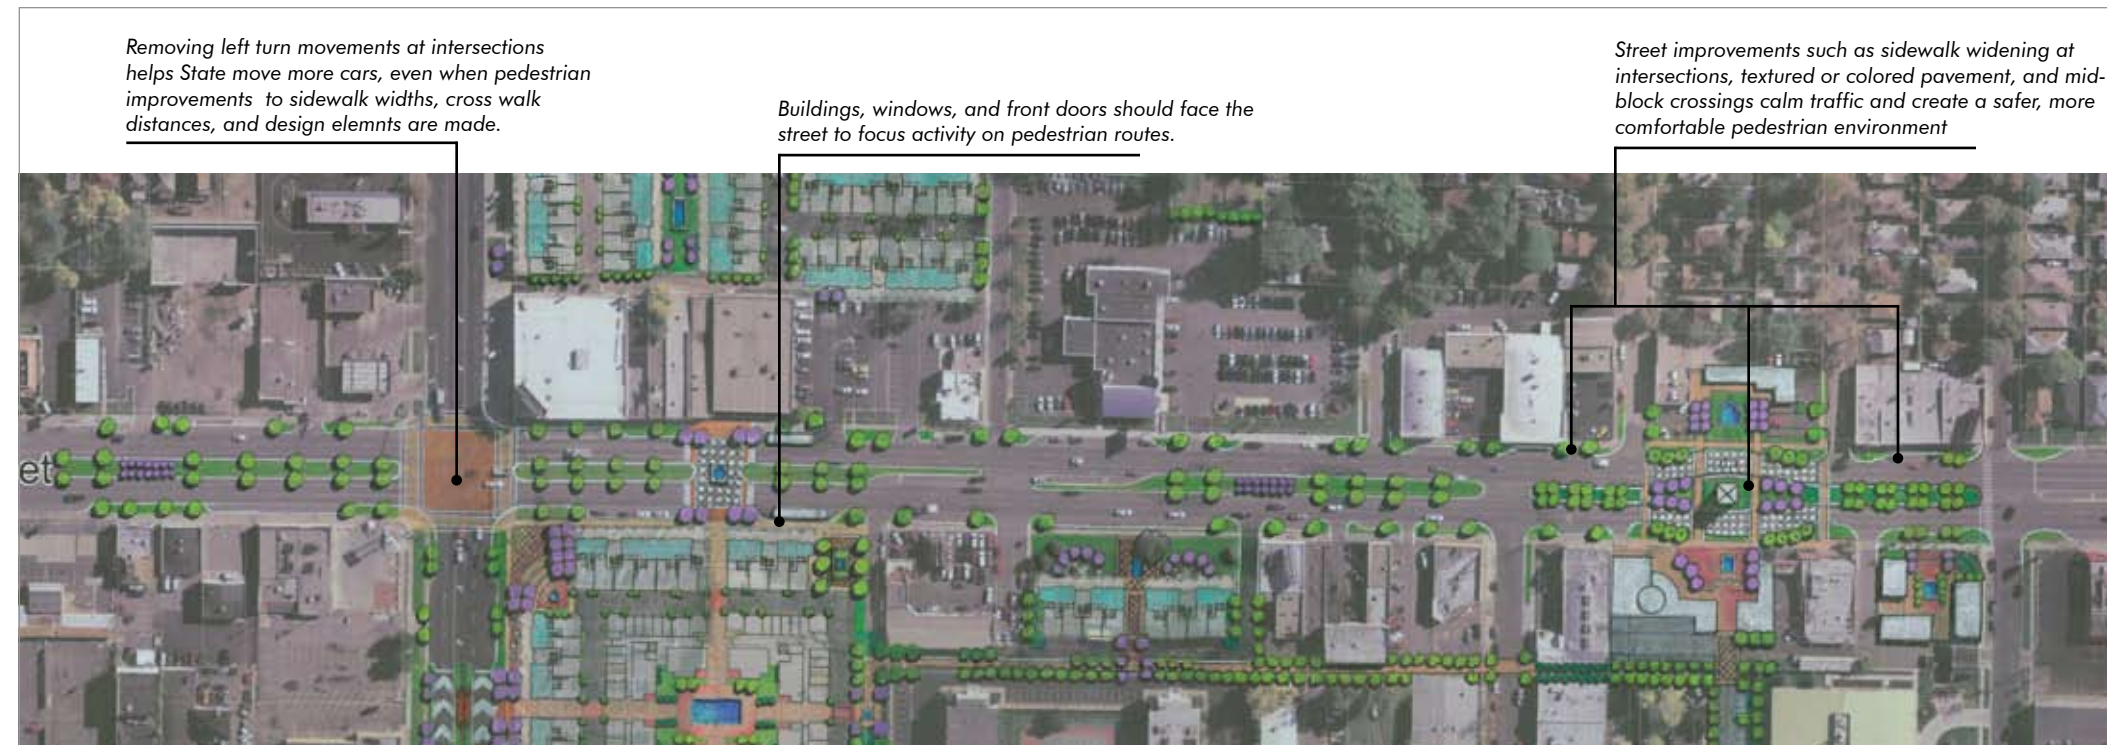 Removing left turn movements at intersections
helps State move more cars, even when pedestrian
improvements  to sidewalk widths, cross walk
distances, and design elemnts are made.
Buildings, windows, and front doors should face the
street to focus activity on pedestrian routes.
Street improvements such as sidewalk widening at
intersections, textured or colored pavement, and mid-
block crossings calm traffic and create a safer, more
comfortable pedestrian environment
et